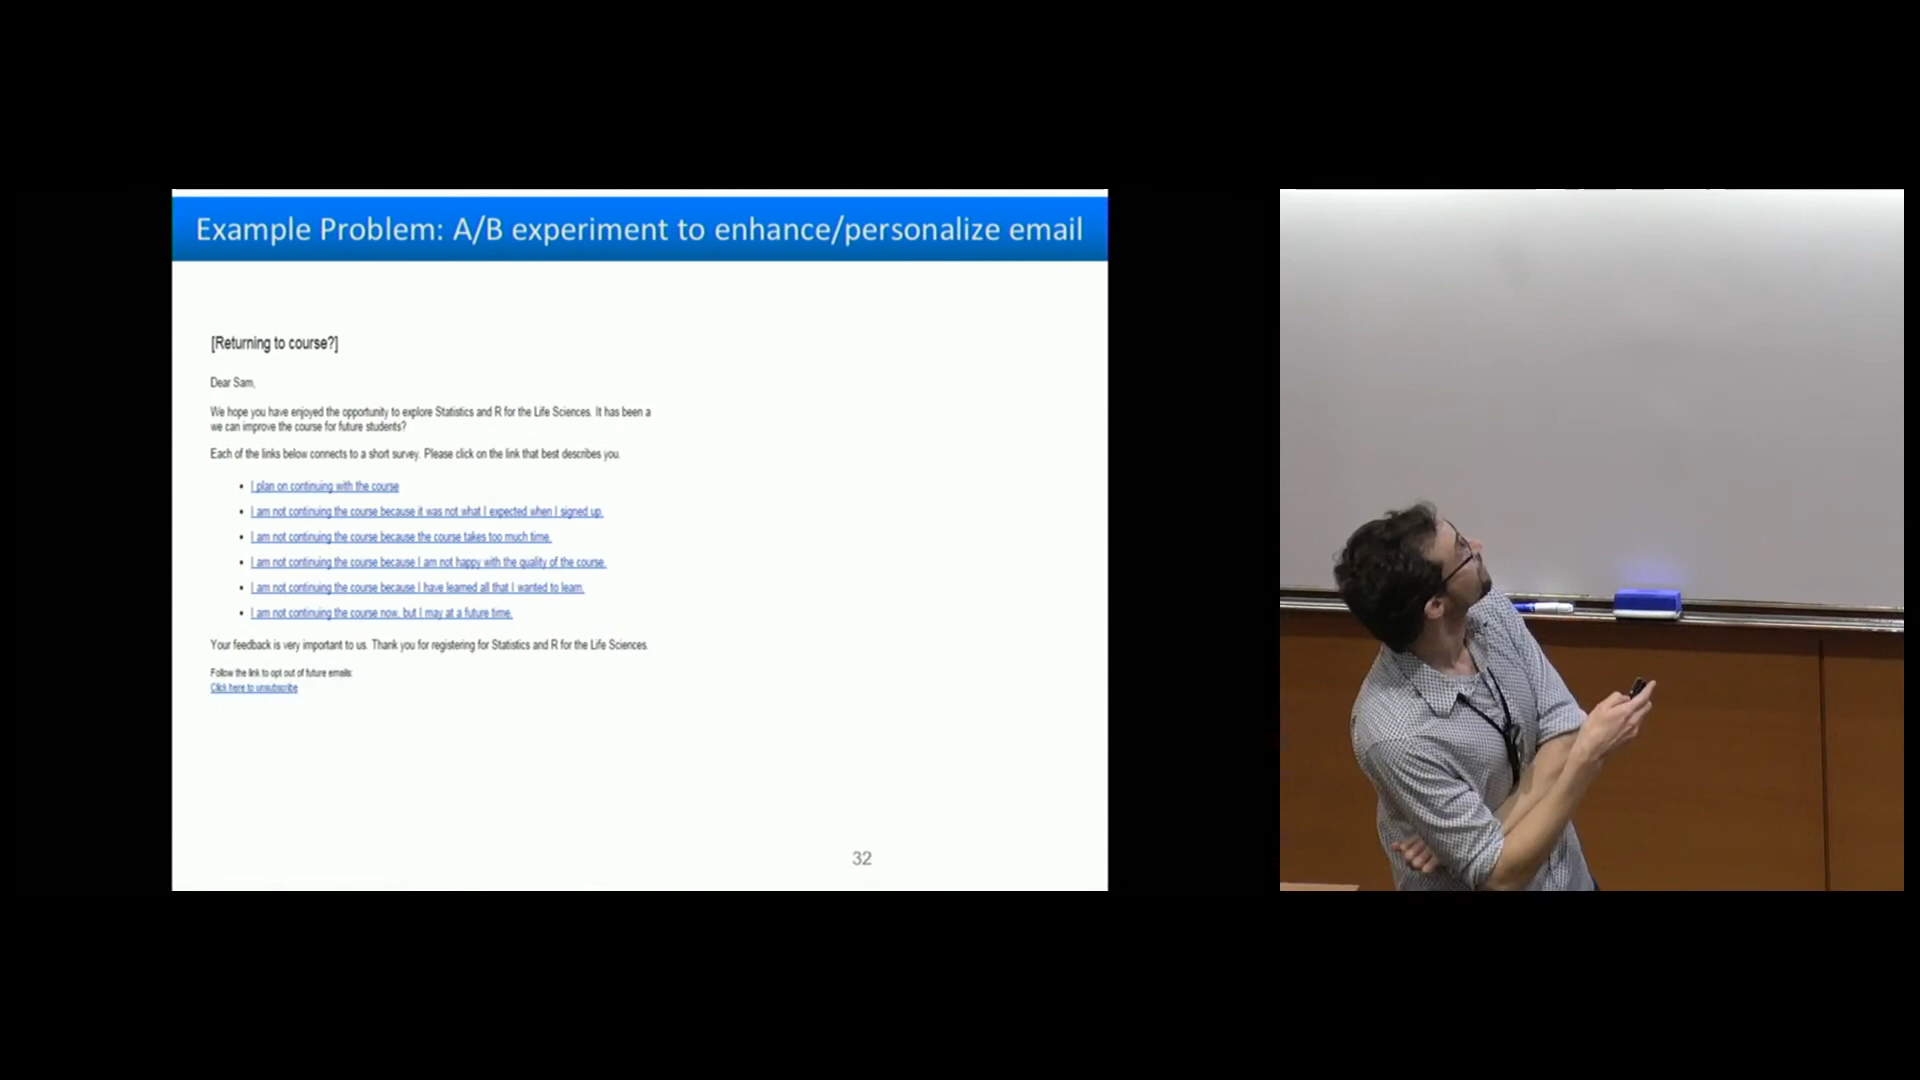 Example Problem: A/B experiment to enhance/personalize email
[Returning to course?]
Dear Sam,
We hope you have enjoyed the opportunity to explore Statistics and R for the Life Sciences. It has been a
we can improve the course for future students?
Each of the links below connects to a short survey. Please click on the link that best describes you.
• I plan on continuing with the course
• I am not continuing the course because it was not what I expected when I signed up.
• I am not continuing the course because the course takes too much time.
• I am not continuing the course because I am not happy with the quality of the course.
• I am not continuing the course because I have learned all that I wanted to learn.
• I am not continuing the course now, but I may at a future time.
Your feedback is very important to us. Thank you for registering for Statistics and R for the Life Sciences.
Follow the link to opt out of future emails:
Click here to unsubscribe
32